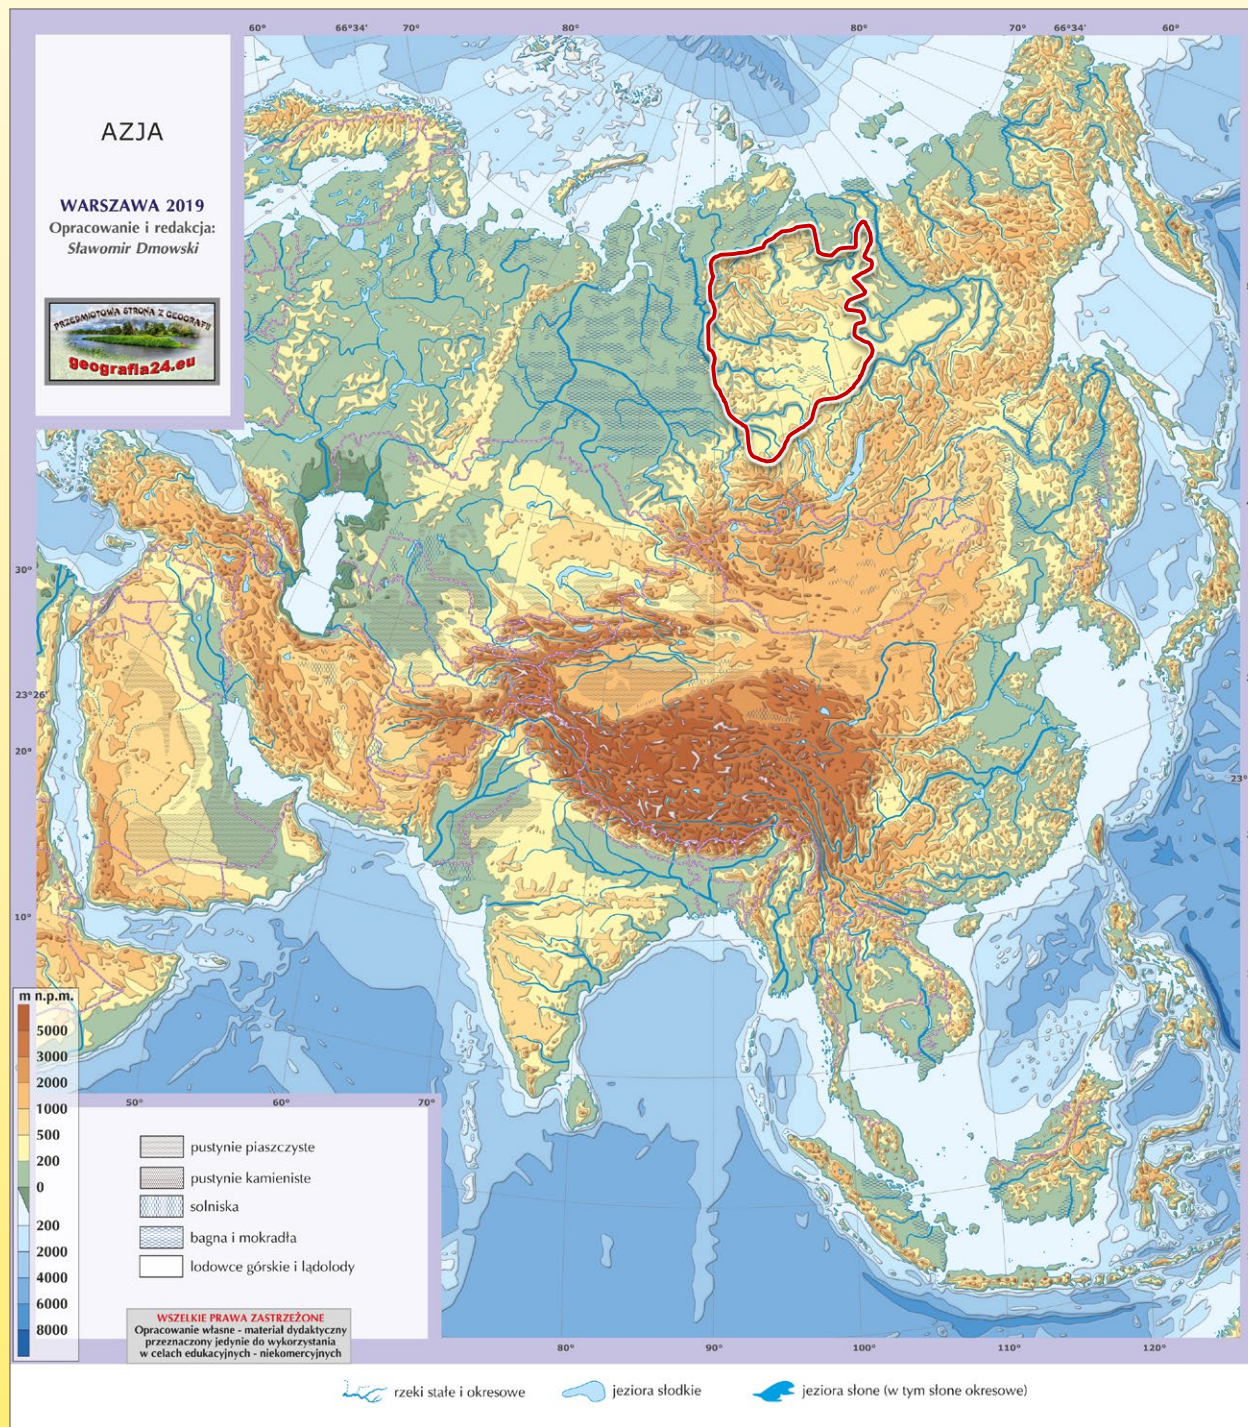 60° 66°34' 70° 80° 80° 70° 66°34' 60°
AZJA
WARSZAWA 2019
Opracowanie i redakcja:
Sławomir Dmowski
PRZEDMIOTOWA STRONA Z GEOGRAFII
geografia24.eu
30°
23°26'
20°
10°
23°
m n.p.m.
5000
3000
2000
1000
500
200
0
200
2000
4000
6000
8000
50° 60° 70°
pustynie piaszczyste
pustynie kamieniste
solniska
bagna i mokradła
lodowce górskie i lądolody
WSZELKIE PRAWA ZASTRZEŻONE
Opracowanie własne - materiał dydaktyczny
przeznaczony jedynie do wykorzystania
w celach edukacyjnych - niekomercyjnych
80° 90° 100° 110° 120°
rzeki stałe i okresowe
jeziora słodkie
jeziora słone (w tym słone okresowe)